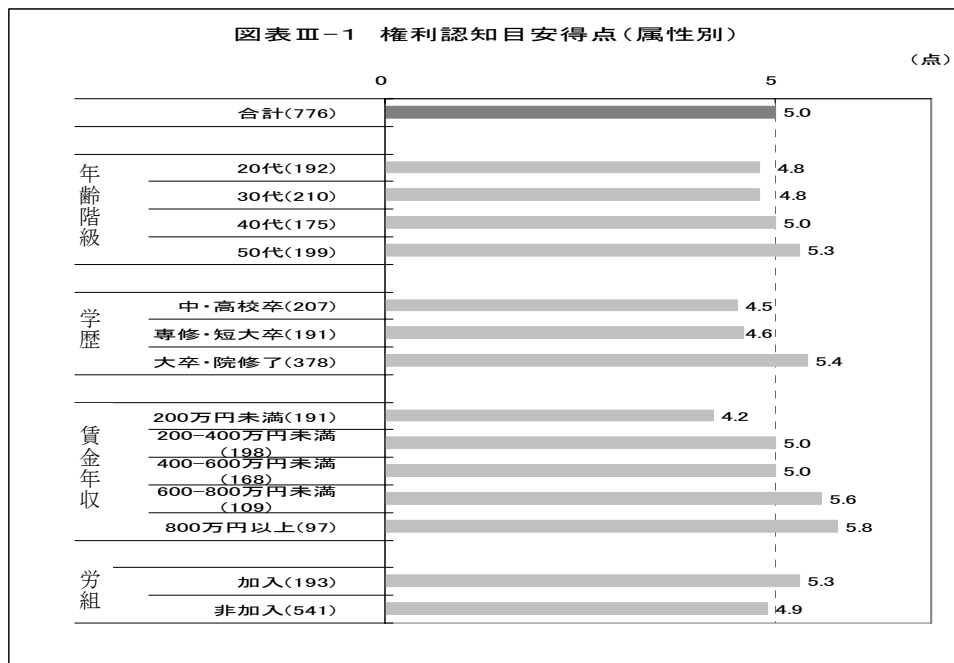 図表Ⅲ-1 権利認知目安得点(属性別)
(点)
0 5
合計(776) 5.0
年齢階級
20代(192) 4.8
30代(210) 4.8
40代(175) 5.0
50代(199) 5.3
学歴
中・高校卒(207) 4.5
専修・短大卒(191) 4.6
大卒・院修了(378) 5.4
賃金年収
200万円未満(191) 4.2
200-400万円未満
(198) 5.0
400-600万円未満
(168) 5.0
600-800万円未満
(109) 5.6
800万円以上(97) 5.8
労組
加入(193) 5.3
非加入(541) 4.9